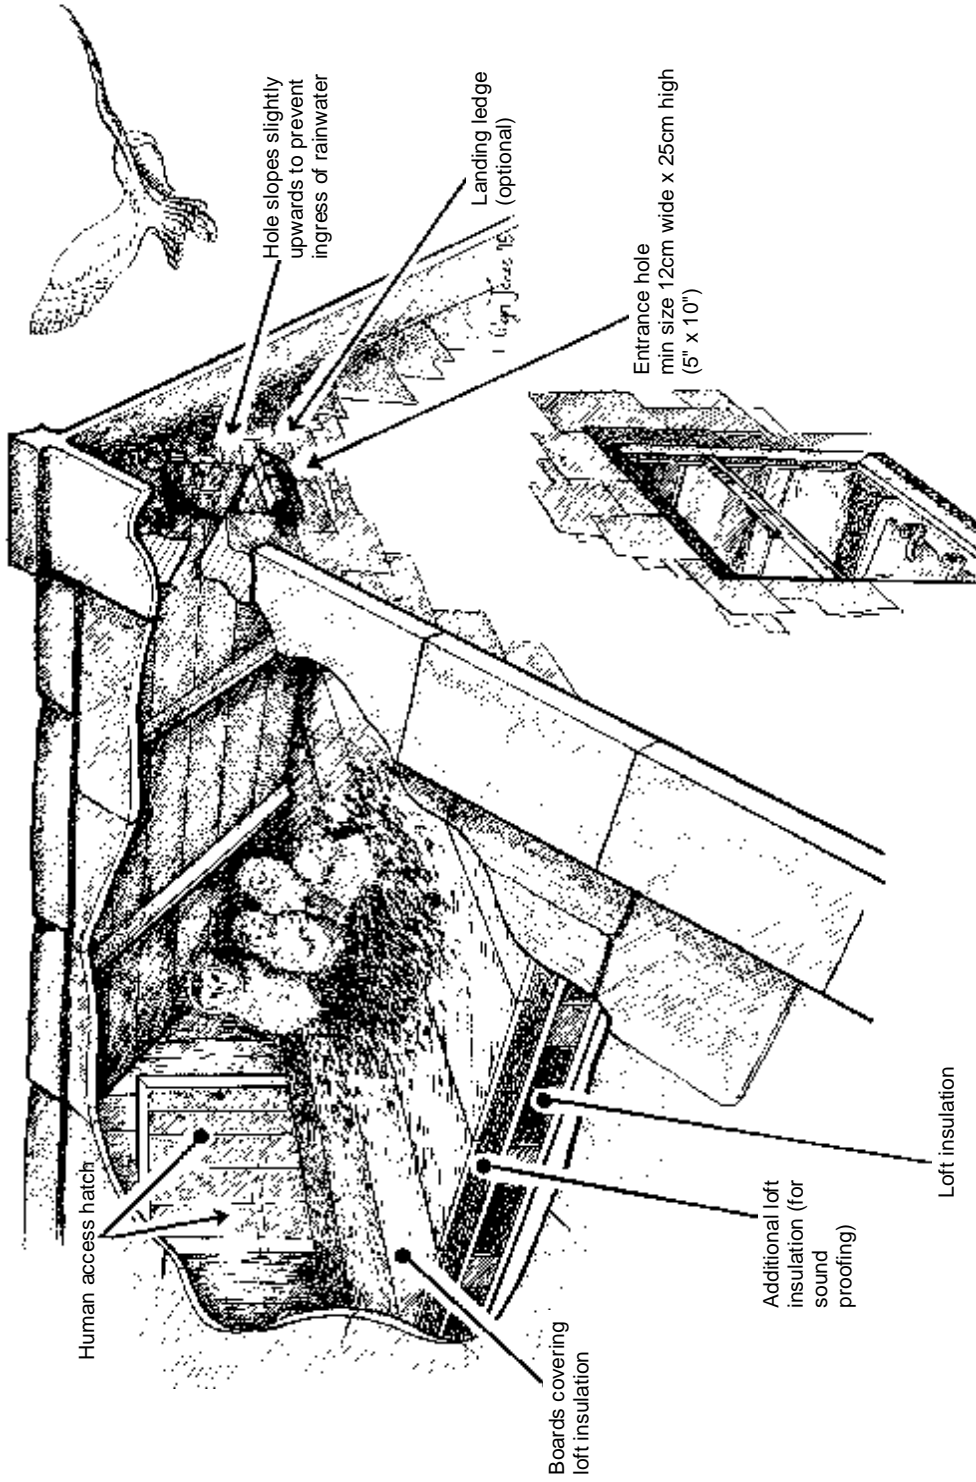 Human access hatch
Hole slopes slightly
upwards to prevent
ingress of rainwater
Landing ledge
(optional)
Entrance hole
min size 12cm wide x 25cm high
(5" x 10")
Boards covering
loft insulation
Additional loft
insulation (for
sound
proofing)
Loft insulation